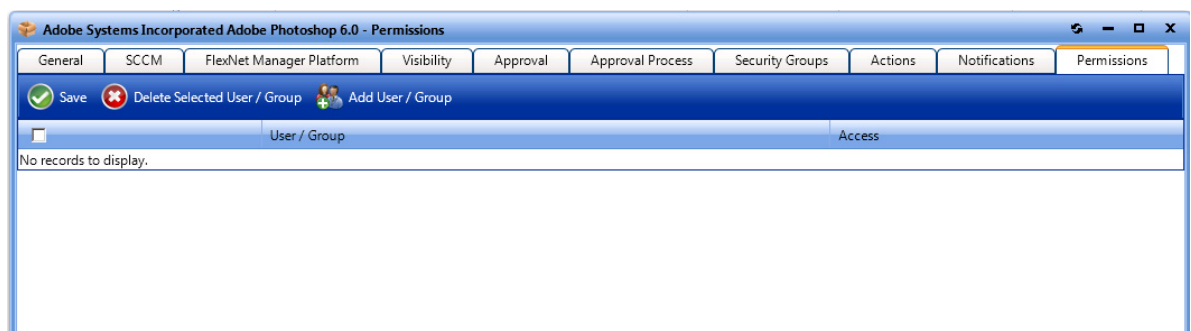 Adobe Systems Incorporated Adobe Photoshop 6.0 - Permissions
General SCCM FlexNet Manager Platform Visibility Approval Approval Process Security Groups Actions Notifications Permissions
Save Delete Selected User / Group Add User / Group
User / Group Access
No records to display.